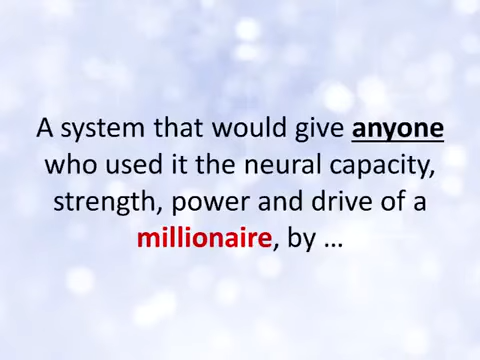 A system that would give anyone
who used it the neural capacity,
strength, power and drive of a
millionaire, by …